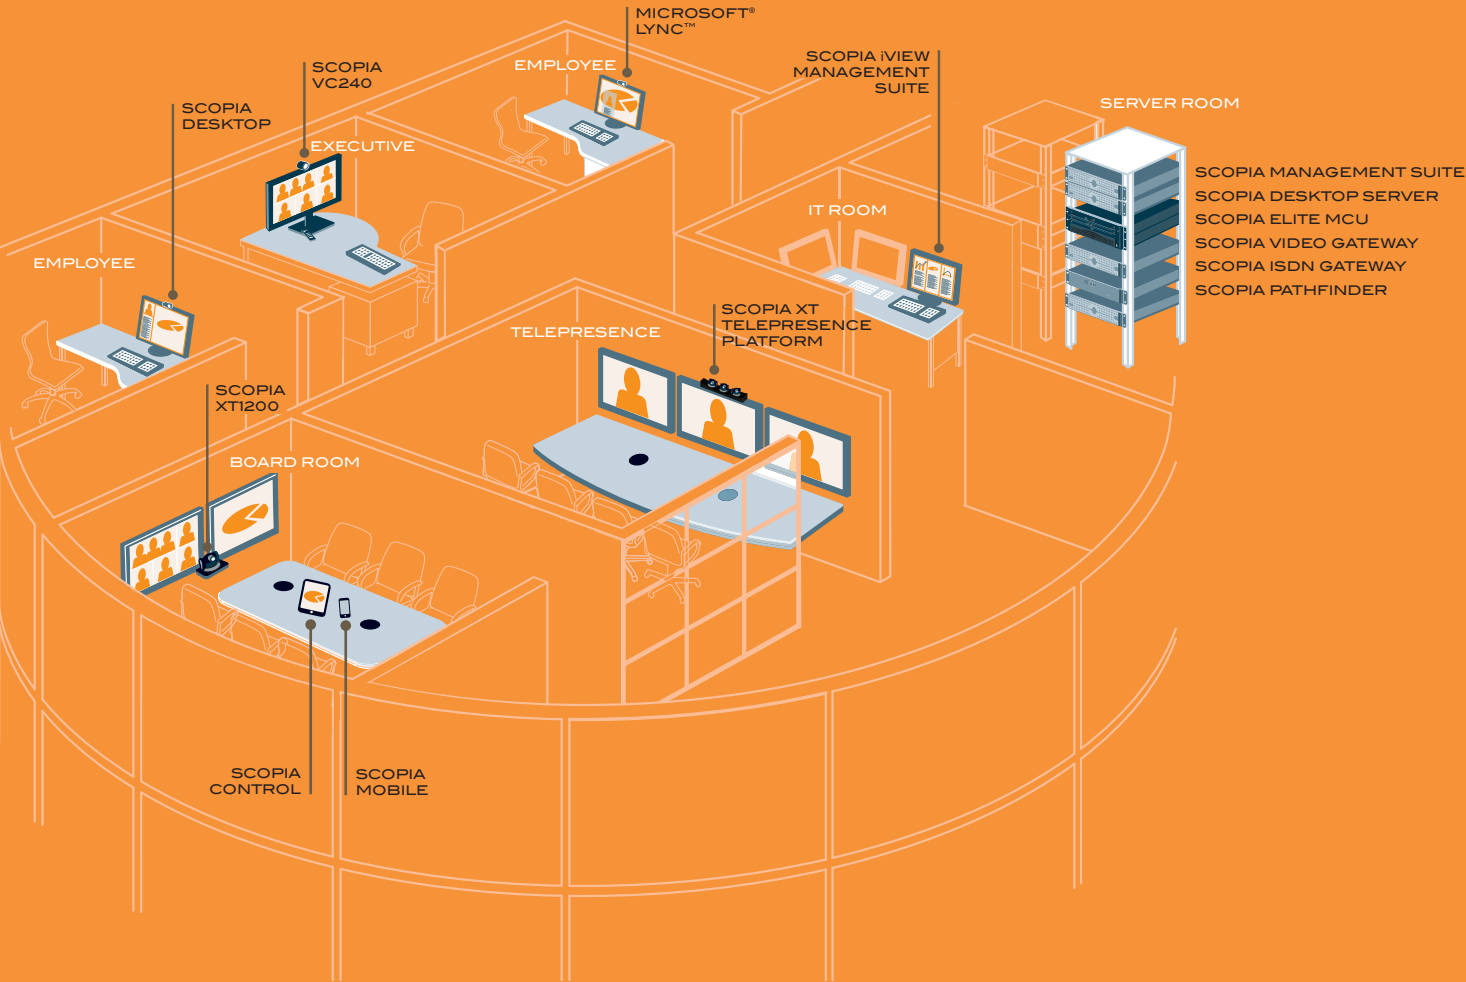 MICROSOFT®
LYNC™
SCOPIA iVIEW
MANAGEMENT
SUITE
EMPLOYEE
SCOPIA
VC240
SCOPIA
DESKTOP
EXECUTIVE
SERVER ROOM
SCOPIA MANAGEMENT SUITE
SCOPIA DESKTOP SERVER
SCOPIA ELITE MCU
SCOPIA VIDEO GATEWAY
SCOPIA ISDN GATEWAY
SCOPIA PATHFINDER
IT ROOM
EMPLOYEE
TELEPRESENCE
SCOPIA XT
TELEPRESENCE
PLATFORM
SCOPIA
XT1200
BOARD ROOM
SCOPIA
CONTROL
SCOPIA
MOBILE